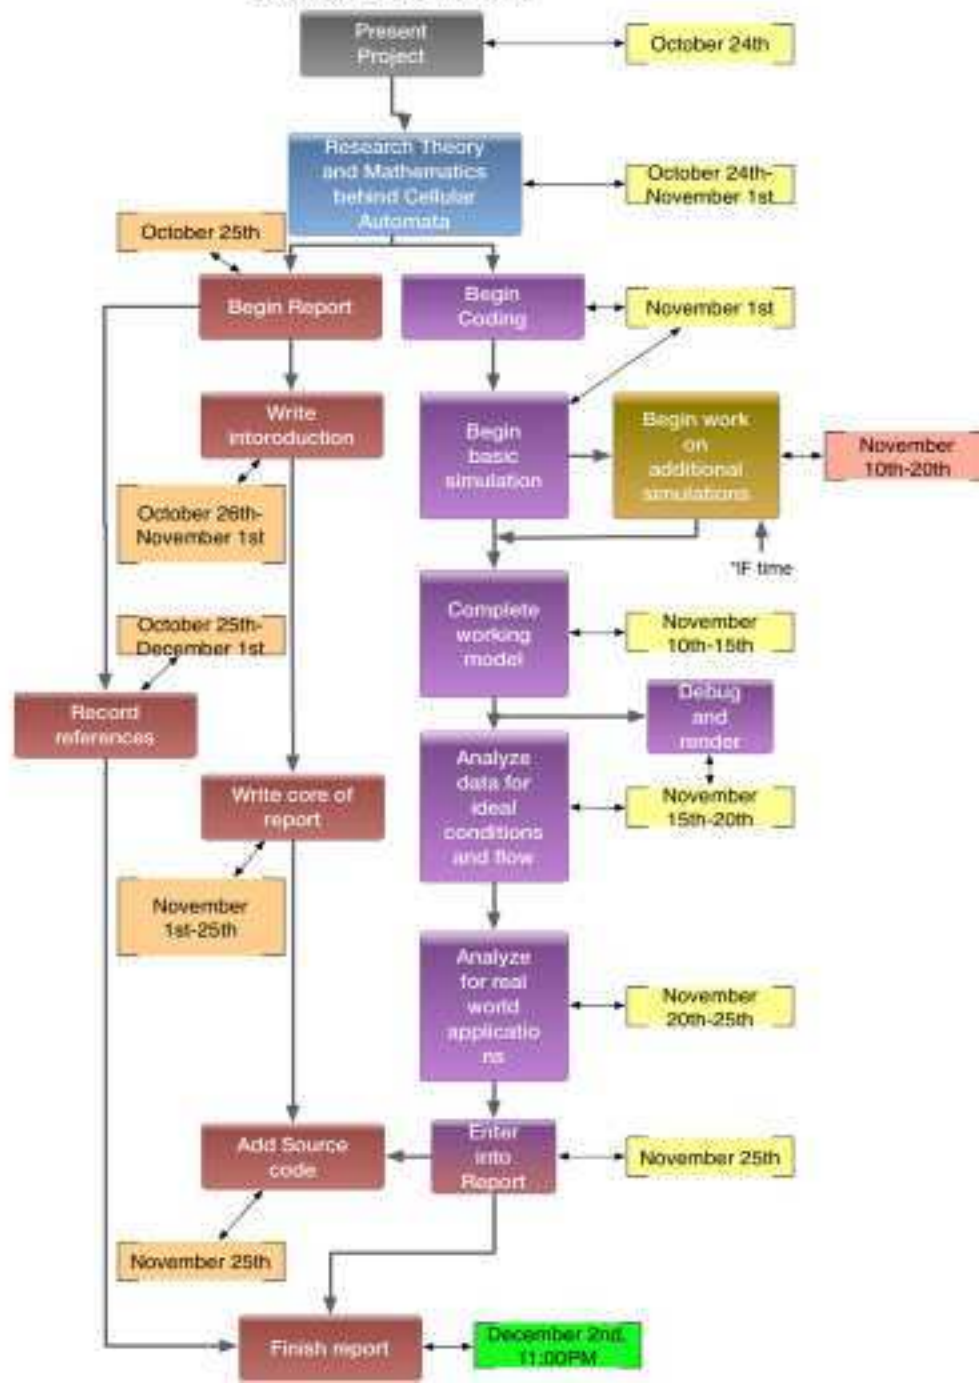 Present
Project
October 24th
Research Theory
and Mathematics
behind Cellular
Automata
October 24th-
November 1st
October 25th
Begin Report
Begin
Coding
November 1st
Write
intoroduction
Begin
basic
simulation
Begin work
on
additional
simulations
November
10th-20th
October 26th-
November 1st
*IF time
Complete
working
model
November
10th-15th
October 25th-
December 1st
Record
references
Debug
and
render
Analyze
data for
ideal
conditions
and flow
November
15th-20th
Write core of
report
November
1st-25th
Analyze
for real
world
applicatio
ns
November
20th-25th
Add Source
code
Enter
into
Report
November 25th
November 25th
Finish report
December 2nd,
11:00PM